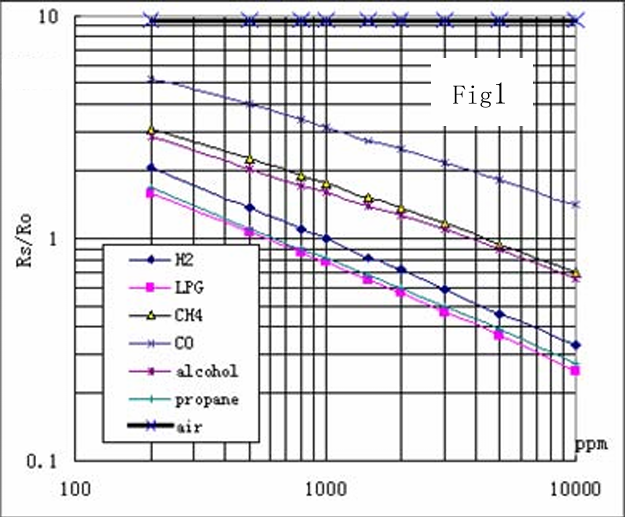 10
Fig1
1
Rs/Ro
H2
LPG
CH4
CO
alcohol
propane
air
ppm
0.1
100
1000
10000